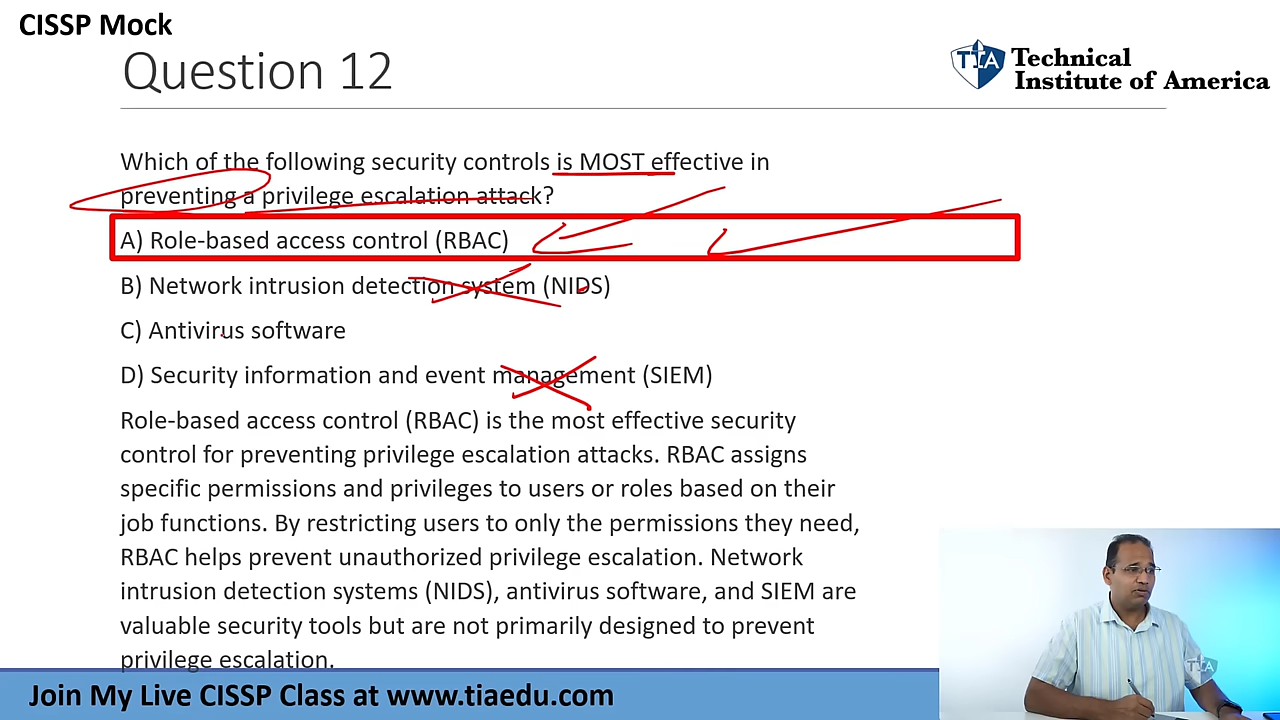 CISSP Mock
Question 12
TIA Technical
Institute of America
Which of the following security controls is MOST effective in
preventing a privilege escalation attack?
A) Role-based access control (RBAC)
B) Network intrusion detection system (NIDS)
C) Antivirus software
D) Security information and event management (SIEM)
Role-based access control (RBAC) is the most effective security
control for preventing privilege escalation attacks. RBAC assigns
specific permissions and privileges to users or roles based on their
job functions. By restricting users to only the permissions they need,
RBAC helps prevent unauthorized privilege escalation. Network
intrusion detection systems (NIDS), antivirus software, and SIEM are
valuable security tools but are not primarily designed to prevent
privilege escalation.
TIA
Join My Live CISSP Class at www.tiaedu.com